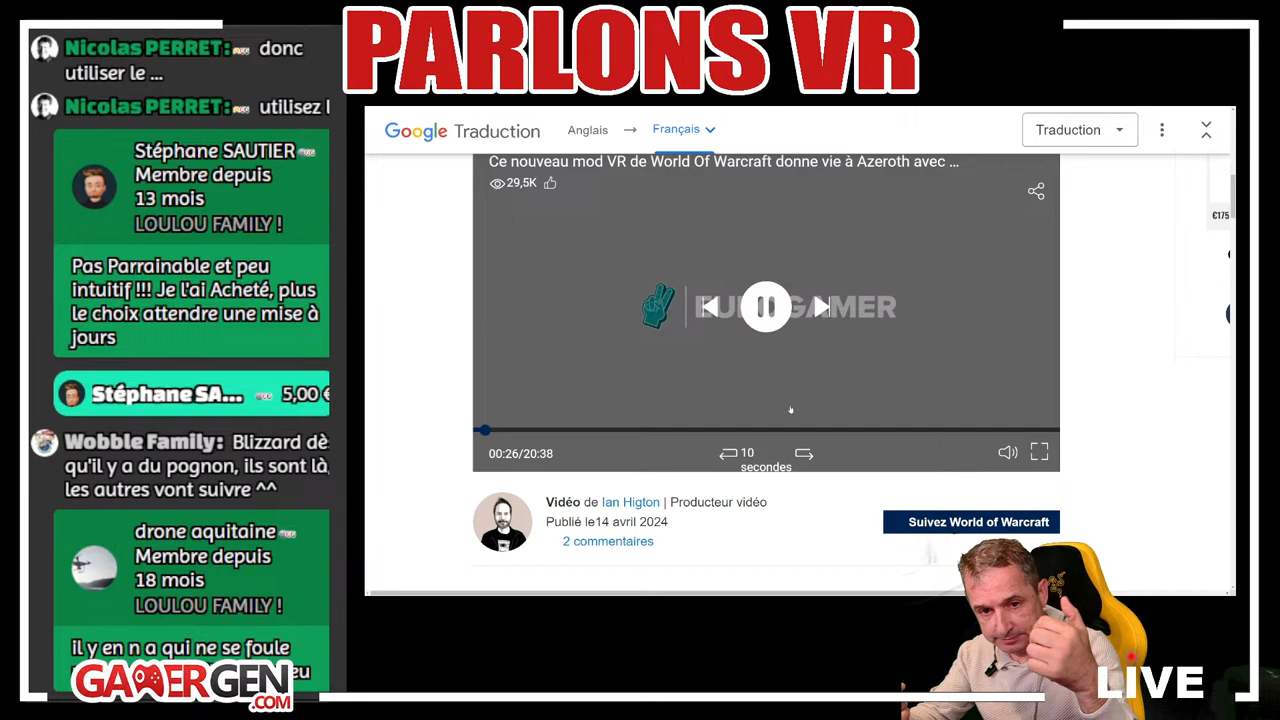 PARLONS VR
Nicolas PERRET: donc
utiliser le ...
Nicolas PERRET: utilisez
Stéphane SAUTIER
Membre depuis
13 mois
LOULOU FAMILY !
Pas Parrainable et peu
intuitif !!! Je l'ai Acheté, plus
le choix attendre une mise à
jours
Stéphane SA... 5,00 €
Wobble Family: Blizzard dè
qu'il y a du pognon, ils sont là,
les autres vont suivre ^^
drone aquitaine
Membre depuis
18 mois
LOULOU FAMILY !
il y en n a qui ne se foule
GAMERGEN
.COM
Google Traduction Anglais → Français Traduction
Ce nouveau mod VR de World Of Warcraft donne vie à Azeroth avec ...
29,5K
€175
EUROGAMER
00:26/20:38
10
secondes
Vidéo de Ian Higton | Producteur vidéo
Publié le14 avril 2024
2 commentaires
Suivez World of Warcraft
LIVE